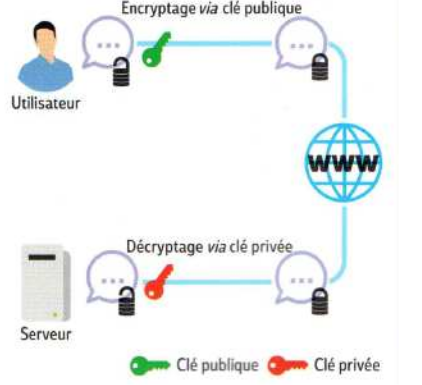 Encryptage via clé publique
Utilisateur
WWW
Décryptage via clé privée
Serveur
Clé publique
Clé privée